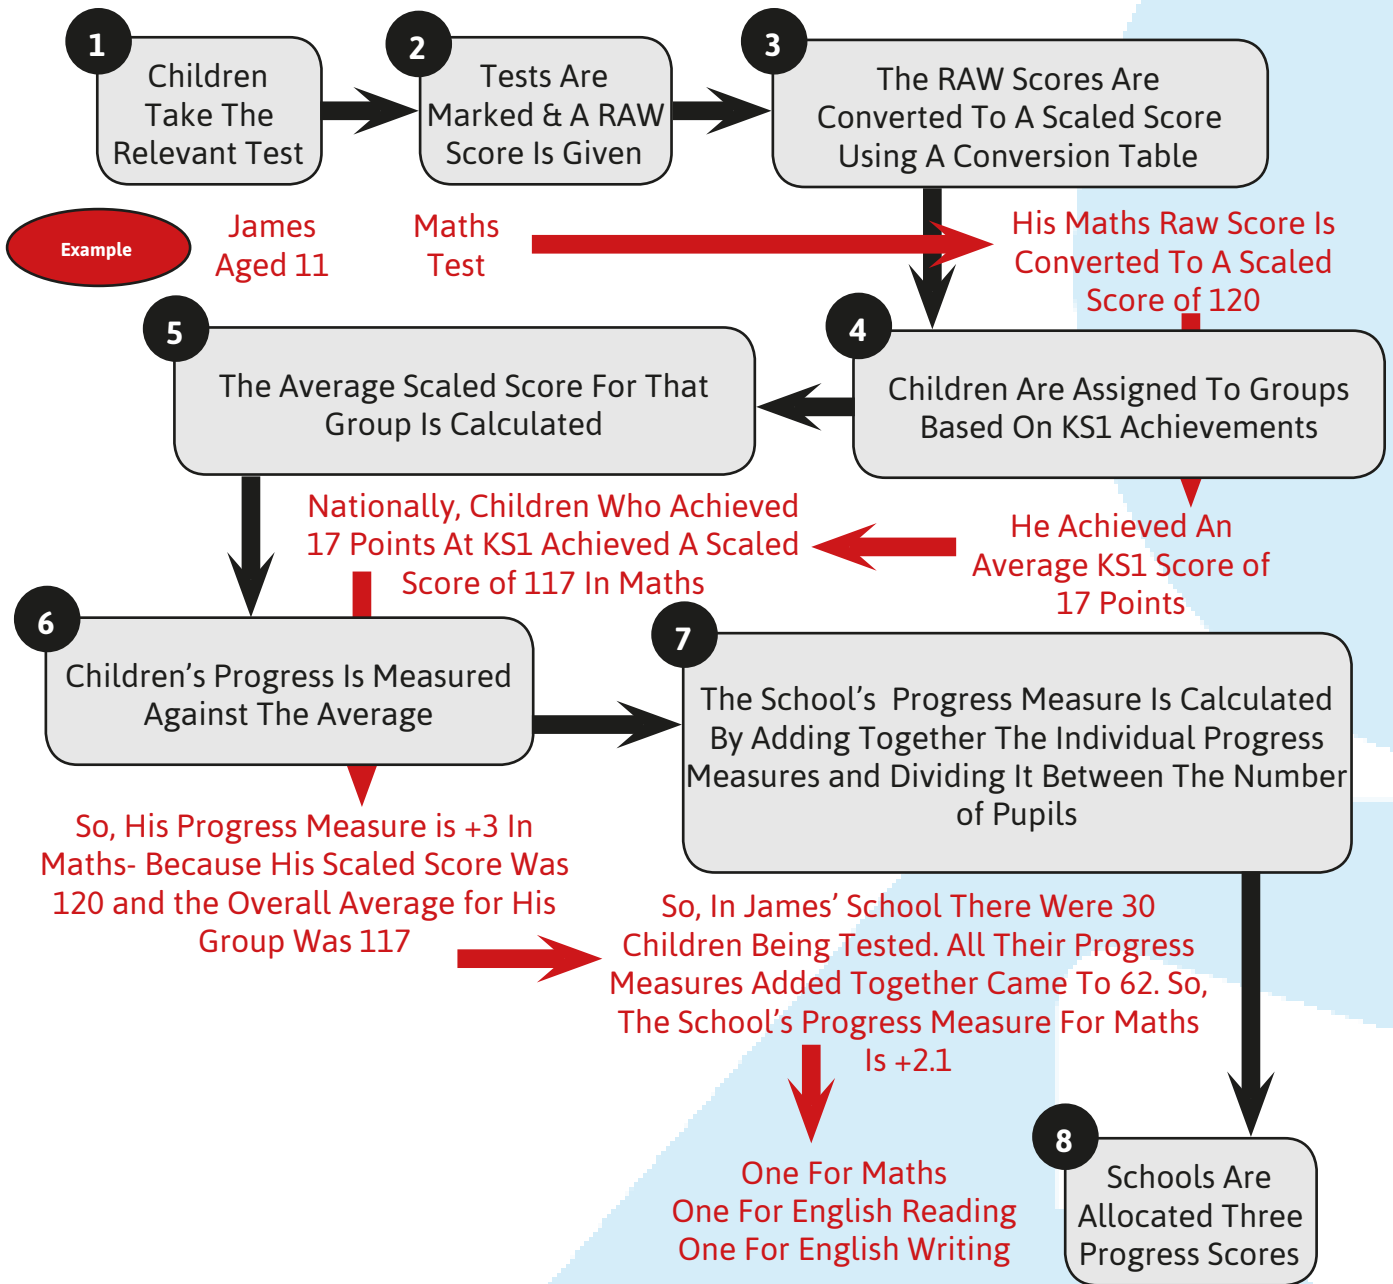 1
Children
Take The
Relevant Test
2
Tests Are
Marked & A RAW
Score Is Given
3
The RAW Scores Are
Converted To A Scaled Score
Using A Conversion Table
Example
James
Aged 11
Maths
Test
His Maths Raw Score Is
Converted To A Scaled
Score of 120
4
Children Are Assigned To Groups
Based On KS1 Achievements
5
The Average Scaled Score For That
Group Is Calculated
He Achieved An
Average KS1 Score of
17 Points
Nationally, Children Who Achieved
17 Points At KS1 Achieved A Scaled
Score of 117 In Maths
6
Children's Progress Is Measured
Against The Average
7
The School's  Progress Measure Is Calculated
By Adding Together The Individual Progress
Measures and Dividing It Between The Number
of Pupils
So, His Progress Measure is +3 In
Maths- Because His Scaled Score Was
120 and the Overall Average for His
Group Was 117
So, In James' School There Were 30
Children Being Tested. All Their Progress
Measures Added Together Came To 62. So,
The School's Progress Measure For Maths
Is +2.1
8
Schools Are
Allocated Three
Progress Scores
One For Maths
One For English Reading
One For English Writing